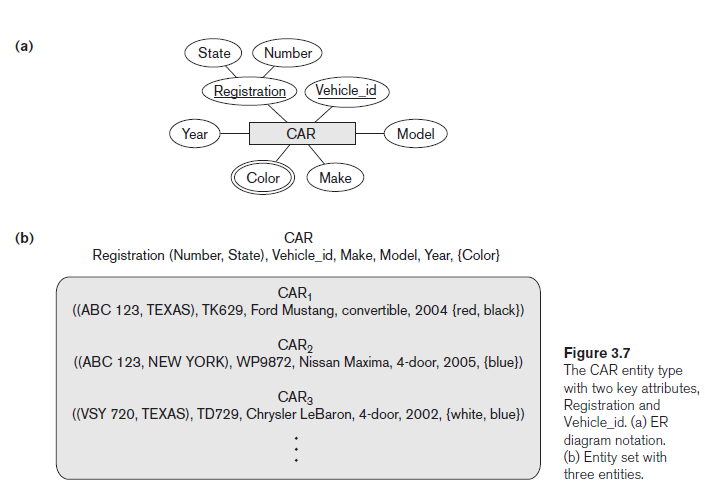 (a)
State
Number
Registration
Vehicle_id
Year
CAR
Model
Color
Make
(b)
CAR
Registration (Number, State), Vehicle_id, Make, Model, Year, {Color}
CAR₁
((ABC 123, TEXAS), TK629, Ford Mustang, convertible, 2004 {red, black})
CAR₂
((ABC 123, NEW YORK), WP9872, Nissan Maxima, 4-door, 2005, {blue})
CAR₃
((VSY 720, TEXAS), TD729, Chrysler LeBaron, 4-door, 2002, {white, blue})
Figure 3.7
The CAR entity type
with two key attributes,
Registration and
Vehicle_id. (a) ER
diagram notation.
(b) Entity set with
three entities.